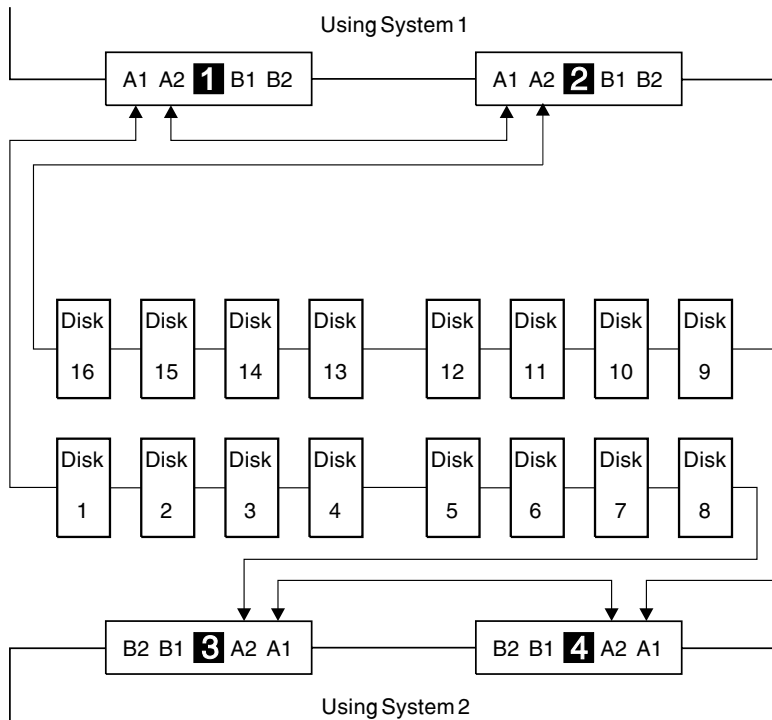 Using System 1
A1 A2 1 B1 B2
A1 A2 2 B1 B2
Disk 16
Disk 15
Disk 14
Disk 13
Disk 12
Disk 11
Disk 10
Disk 9
Disk 1
Disk 2
Disk 3
Disk 4
Disk 5
Disk 6
Disk 7
Disk 8
B2 B1 3 A2 A1
B2 B1 4 A2 A1
Using System 2